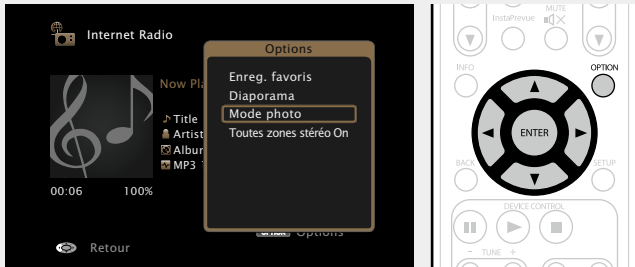 Internet Radio
Options
Enreg. favoris
Diaporama
Mode photo
Toutes zones stéréo On
Now Pla
Title
Artist
Albu
MP3
00:06
100%
Retour
Options
InstaPrevue
MUTE
INFO
OPTION
ENTER
BACK
SETUP
DEVICE CONTROL
- TUNE +